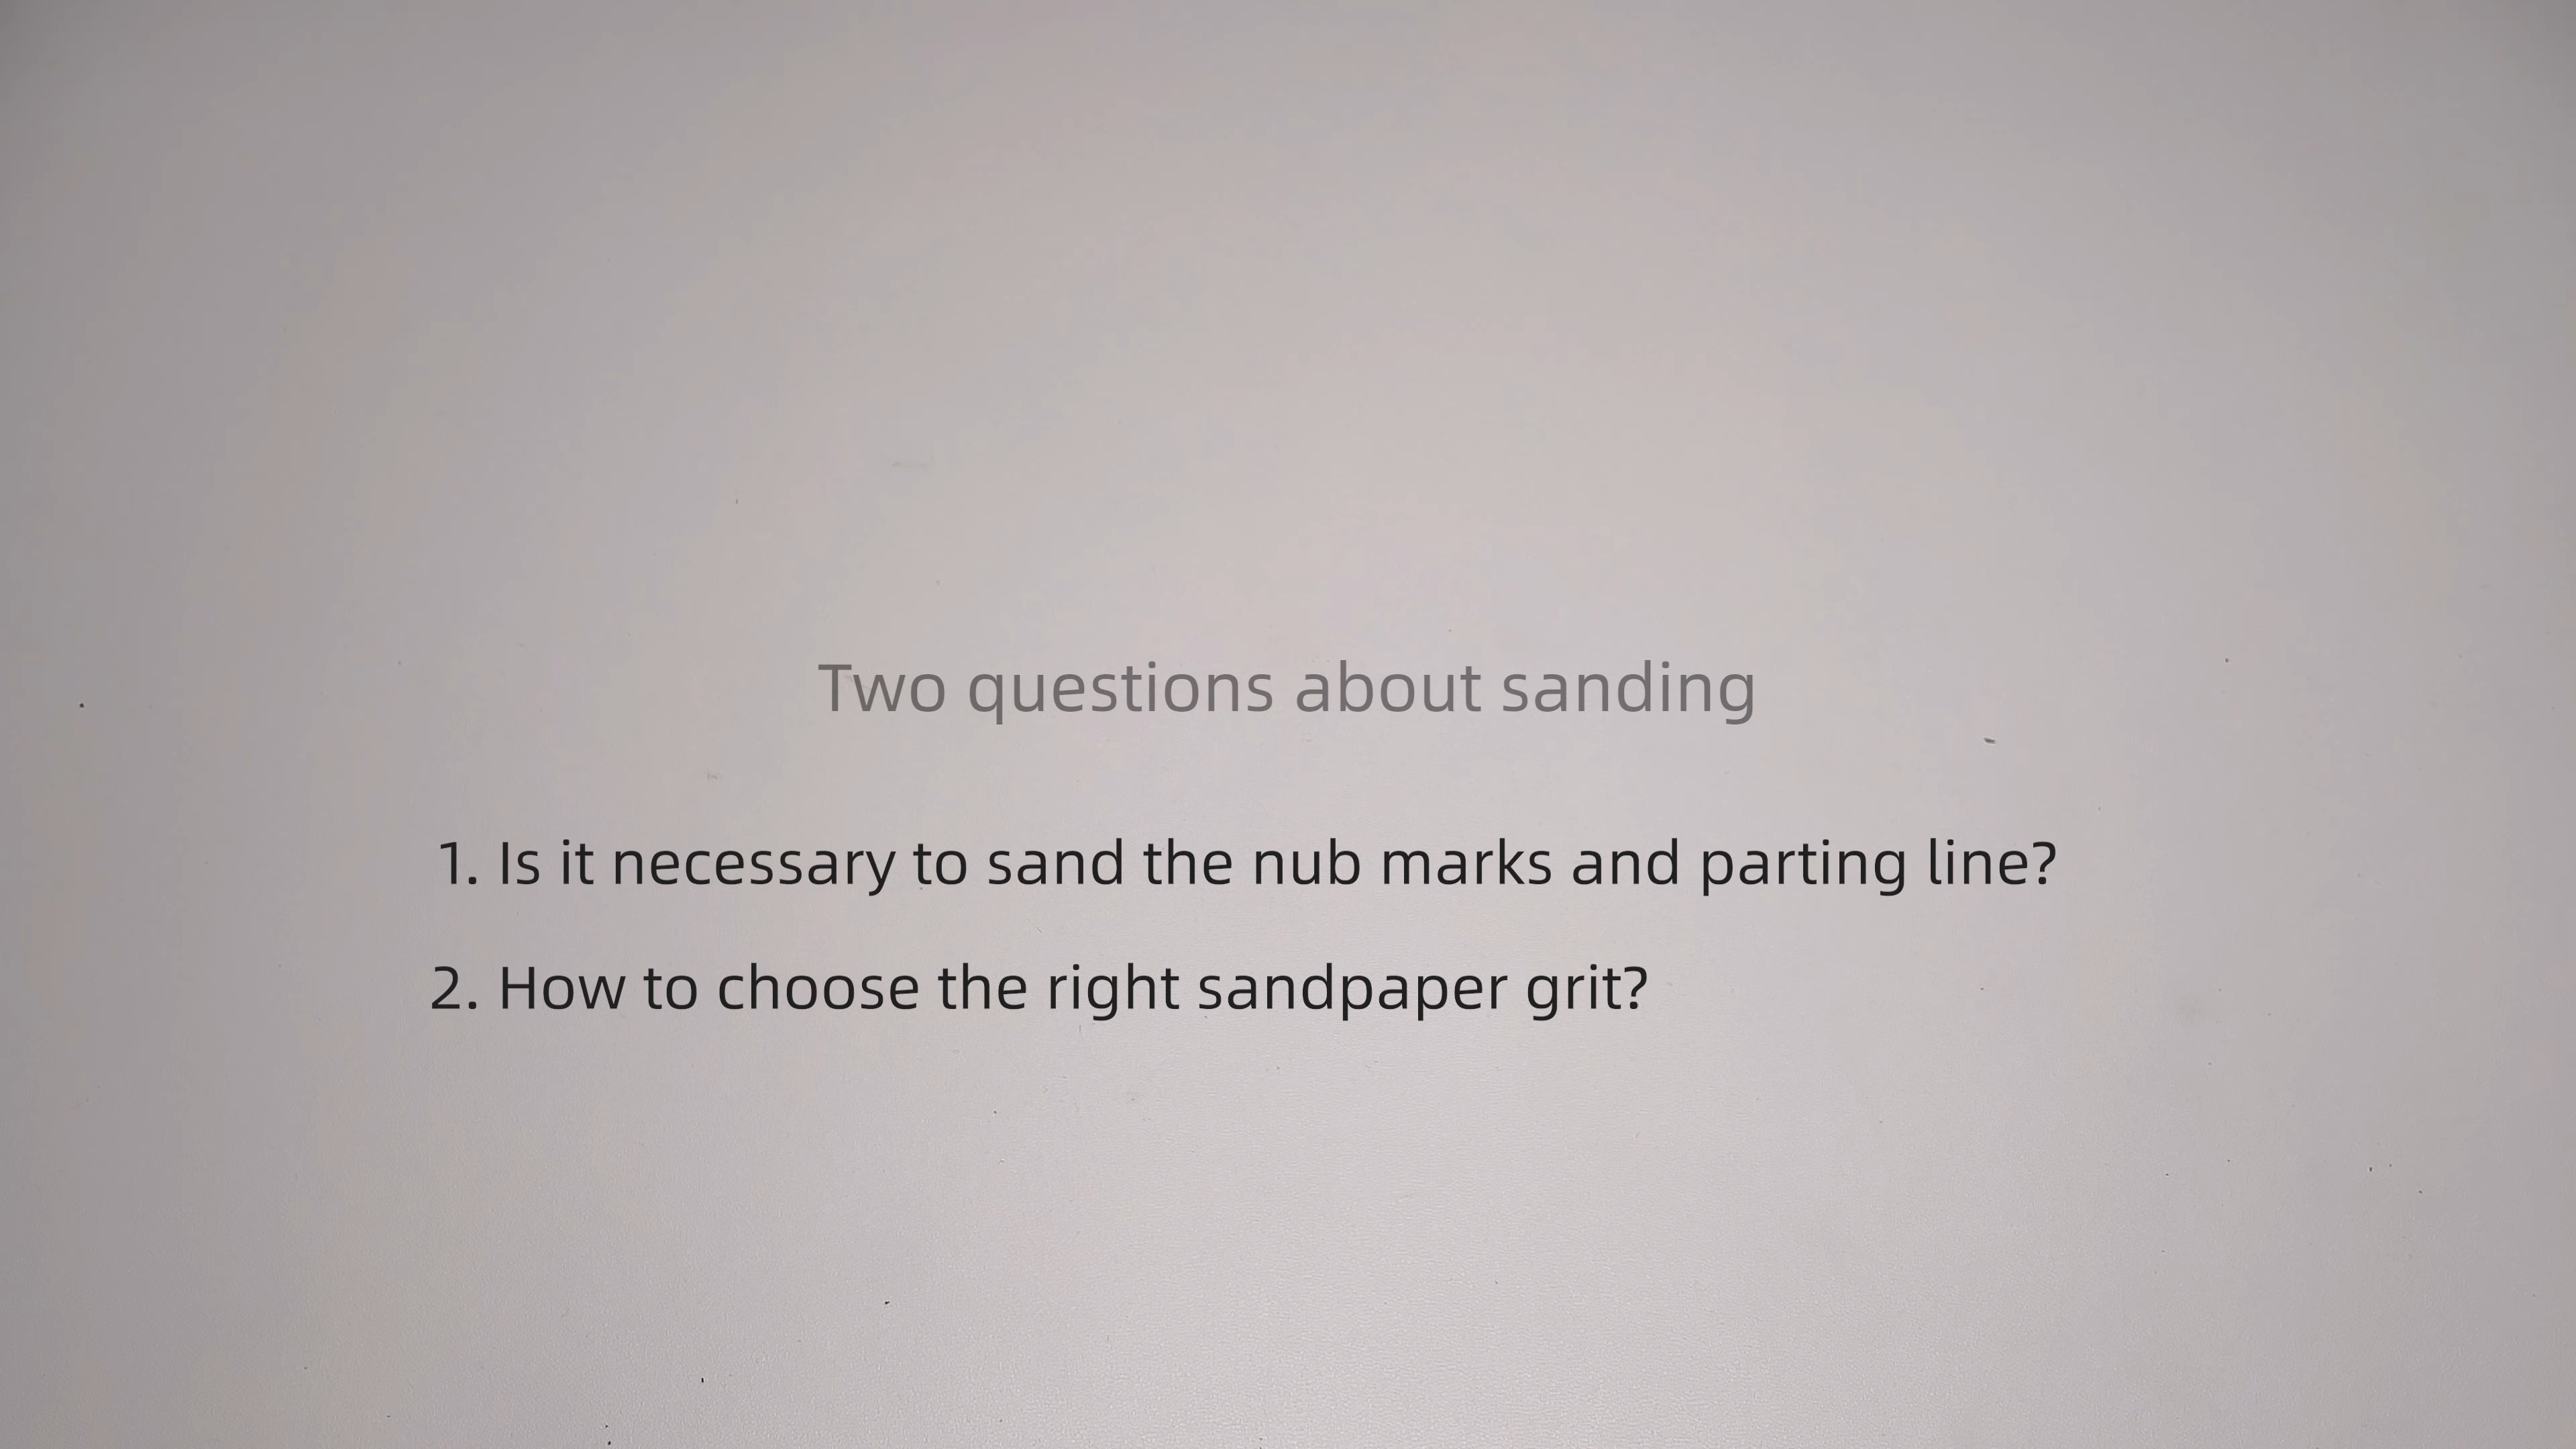 Two questions about sanding
1. Is it necessary to sand the nub marks and parting line?
2. How to choose the right sandpaper grit?